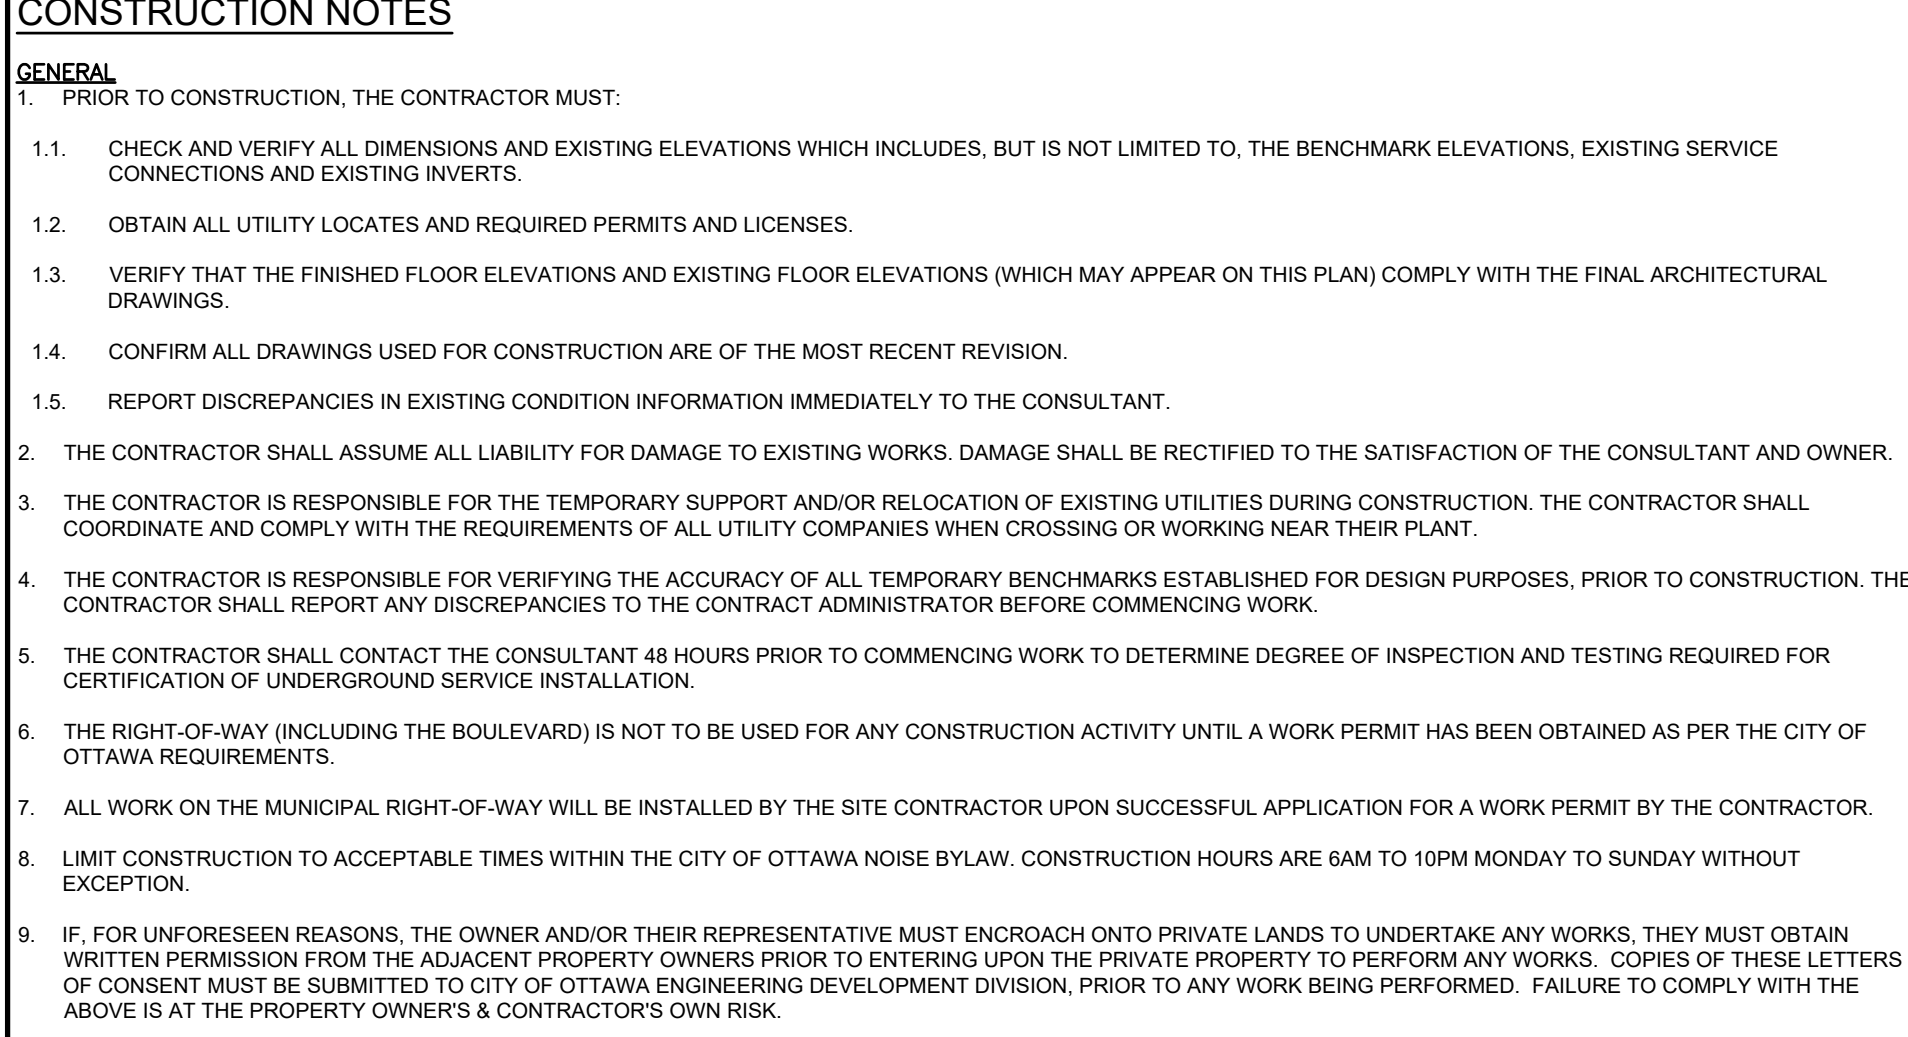 CONSTRUCTION NOTES
GENERAL
1. PRIOR TO CONSTRUCTION, THE CONTRACTOR MUST:
1.1. CHECK AND VERIFY ALL DIMENSIONS AND EXISTING ELEVATIONS WHICH INCLUDES, BUT IS NOT LIMITED TO, THE BENCHMARK ELEVATIONS, EXISTING SERVICE
CONNECTIONS AND EXISTING INVERTS.
1.2. OBTAIN ALL UTILITY LOCATES AND REQUIRED PERMITS AND LICENSES.
1.3. VERIFY THAT THE FINISHED FLOOR ELEVATIONS AND EXISTING FLOOR ELEVATIONS (WHICH MAY APPEAR ON THIS PLAN) COMPLY WITH THE FINAL ARCHITECTURAL
DRAWINGS.
1.4. CONFIRM ALL DRAWINGS USED FOR CONSTRUCTION ARE OF THE MOST RECENT REVISION.
1.5. REPORT DISCREPANCIES IN EXISTING CONDITION INFORMATION IMMEDIATELY TO THE CONSULTANT.
2. THE CONTRACTOR SHALL ASSUME ALL LIABILITY FOR DAMAGE TO EXISTING WORKS. DAMAGE SHALL BE RECTIFIED TO THE SATISFACTION OF THE CONSULTANT AND OWNER.
3. THE CONTRACTOR IS RESPONSIBLE FOR THE TEMPORARY SUPPORT AND/OR RELOCATION OF EXISTING UTILITIES DURING CONSTRUCTION. THE CONTRACTOR SHALL
COORDINATE AND COMPLY WITH THE REQUIREMENTS OF ALL UTILITY COMPANIES WHEN CROSSING OR WORKING NEAR THEIR PLANT.
4. THE CONTRACTOR IS RESPONSIBLE FOR VERIFYING THE ACCURACY OF ALL TEMPORARY BENCHMARKS ESTABLISHED FOR DESIGN PURPOSES, PRIOR TO CONSTRUCTION. THE
CONTRACTOR SHALL REPORT ANY DISCREPANCIES TO THE CONTRACT ADMINISTRATOR BEFORE COMMENCING WORK.
5. THE CONTRACTOR SHALL CONTACT THE CONSULTANT 48 HOURS PRIOR TO COMMENCING WORK TO DETERMINE DEGREE OF INSPECTION AND TESTING REQUIRED FOR
CERTIFICATION OF UNDERGROUND SERVICE INSTALLATION.
6. THE RIGHT-OF-WAY (INCLUDING THE BOULEVARD) IS NOT TO BE USED FOR ANY CONSTRUCTION ACTIVITY UNTIL A WORK PERMIT HAS BEEN OBTAINED AS PER THE CITY OF
OTTAWA REQUIREMENTS.
7. ALL WORK ON THE MUNICIPAL RIGHT-OF-WAY WILL BE INSTALLED BY THE SITE CONTRACTOR UPON SUCCESSFUL APPLICATION FOR A WORK PERMIT BY THE CONTRACTOR.
8. LIMIT CONSTRUCTION TO ACCEPTABLE TIMES WITHIN THE CITY OF OTTAWA NOISE BYLAW. CONSTRUCTION HOURS ARE 6AM TO 10PM MONDAY TO SUNDAY WITHOUT
EXCEPTION.
9. IF, FOR UNFORESEEN REASONS, THE OWNER AND/OR THEIR REPRESENTATIVE MUST ENCROACH ONTO PRIVATE LANDS TO UNDERTAKE ANY WORKS, THEY MUST OBTAIN
WRITTEN PERMISSION FROM THE ADJACENT PROPERTY OWNERS PRIOR TO ENTERING UPON THE PRIVATE PROPERTY TO PERFORM ANY WORKS. COPIES OF THESE LETTERS
OF CONSENT MUST BE SUBMITTED TO CITY OF OTTAWA ENGINEERING DEVELOPMENT DIVISION, PRIOR TO ANY WORK BEING PERFORMED. FAILURE TO COMPLY WITH THE
ABOVE IS AT THE PROPERTY OWNER'S & CONTRACTOR'S OWN RISK.